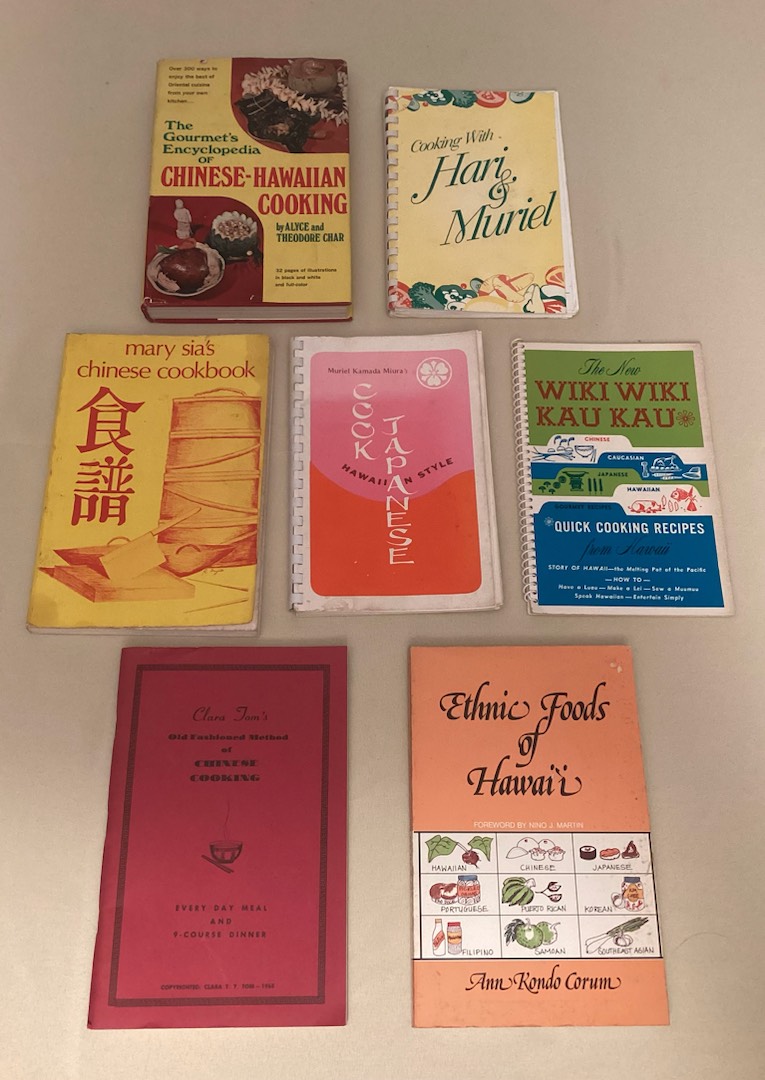 Over 300 ways to
enjoy the best of
Oriental cuisine
from your own
kitchen...
The
Gourmet's
Encyclopedia
OF
CHINESE-HAWAIIAN
COOKING
by ALYCE and
THEODORE CHAR
52 pages of illustrations
in black and white
and full-color
Cooking With
Hari
&
Muriel
mary sia's
chinese cookbook
食
譜
Muriel Kamada Miura's
COOK
JAPANESE
HAWAIIAN STYLE
The New
WIKI WIKI
KAU KAU
CHINESE
CAUCASIAN
JAPANESE
HAWAIIAN
GOURMET RECIPES
QUICK COOKING RECIPES
from Hawaii
STORY OF HAWAII—the Melting Pot of the Pacific
— HOW TO —
Have a Luau — Make a Lei — Sew a Muumuu
Speak Hawaiian — Entertain Simply
Clara Tom's
Old Fashioned Method
of
CHINESE
COOKING
EVERY DAY MEAL
AND
9-COURSE DINNER
COPYRIGHTED: CLARA T. Y. TOM -
Ethnic Foods
of
Hawai'i
FOREWORD BY NINO J. MARTIN
HAWAIIAN CHINESE JAPANESE
PORTUGUESE PUERTO RICAN KOREAN
FILIPINO SAMOAN SOUTHEAST ASIAN
Ann Kondo Corum